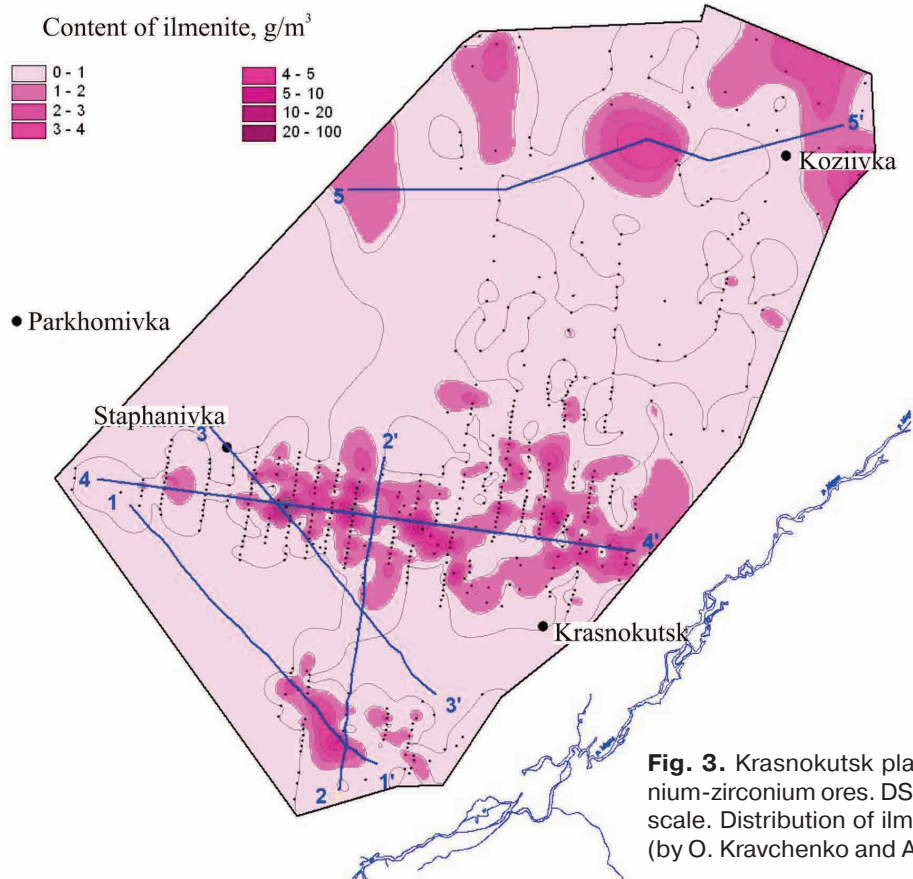 Content of ilmenite, g/m³
0 - 1
1 - 2
2 - 3
3 - 4
4 - 5
5 - 10
10 - 20
20 - 100
5'
Koziivka
5
Parkhomivka
Staphanivka
3
2'
4
1
4'
Krasnokutsk
3'
1'
2
Fig. 3. Krasnokutsk pla
nium-zirconium ores. DS
scale. Distribution of ilm
(by O. Kravchenko and A